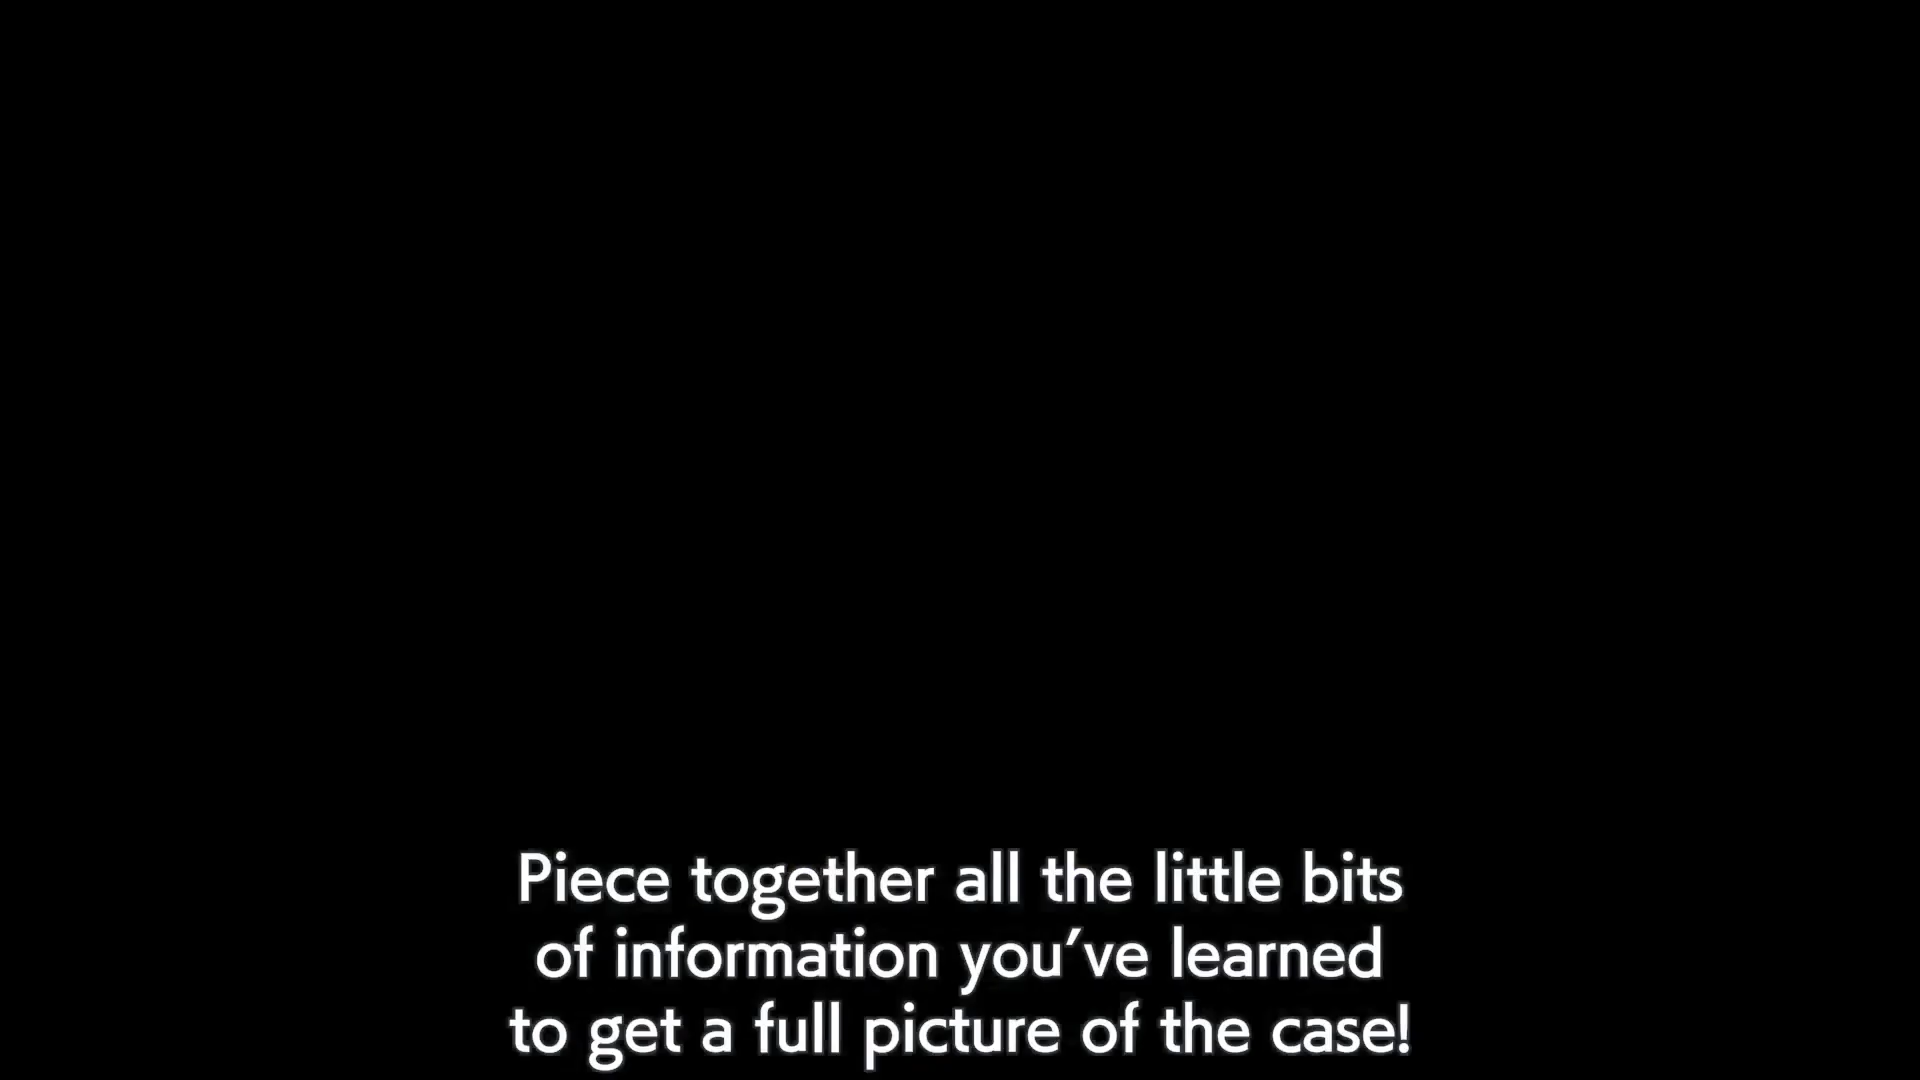 Piece together all the little bits
of information you've learned
to get a full picture of the case!